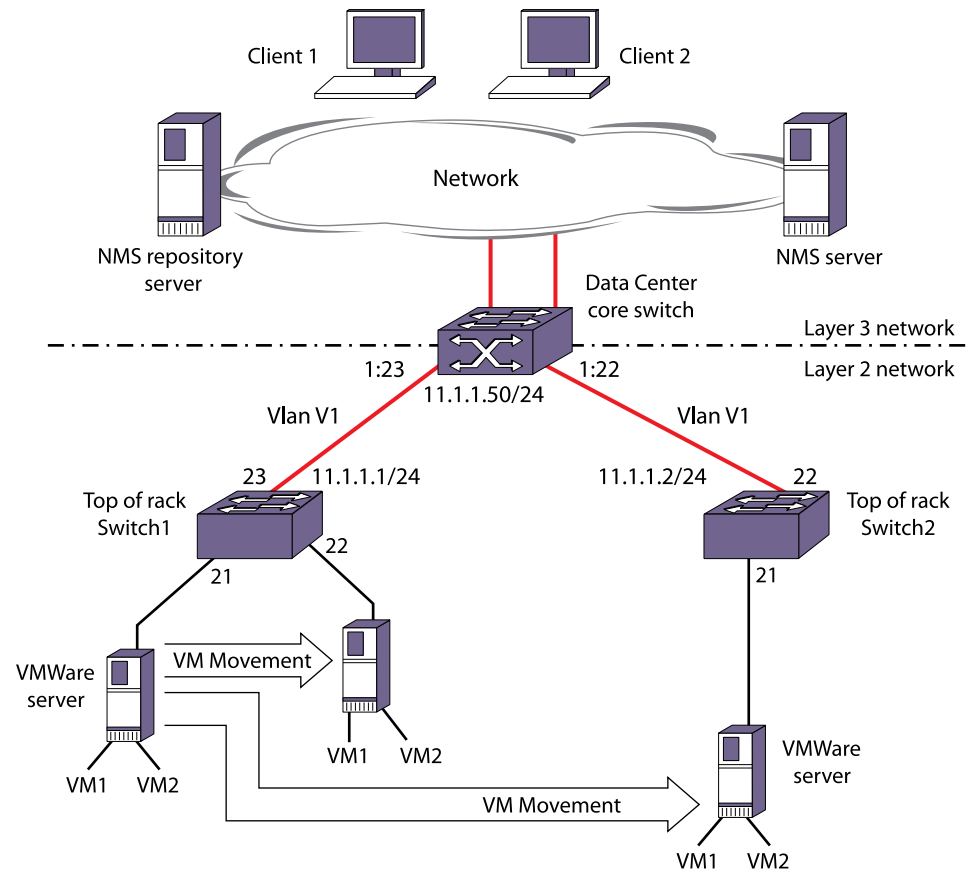 Client 1
Client 2
Network
NMS repository
server
NMS server
Data Center
core switch
Layer 3 network
Layer 2 network
1:23
1:22
11.1.1.50/24
Vlan V1
Vlan V1
23
11.1.1.1/24
11.1.1.2/24
22
Top of rack
Switch1
Top of rack
Switch2
22
21
21
VM Movement
VMWare
server
VM1
VM2
VM1
VM2
VMWare
server
VM Movement
VM1
VM2